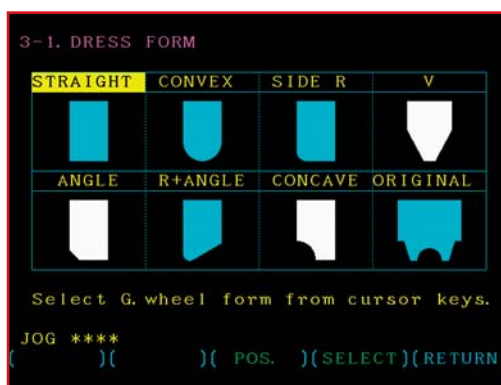 3-1. DRESS FORM
STRAIGHT CONVEX SIDE R V
ANGLE R+ANGLE CONCAVE ORIGINAL
Select G. wheel form from cursor keys.
JOG ****
( )( )( POS. )(SELECT)(RETURN